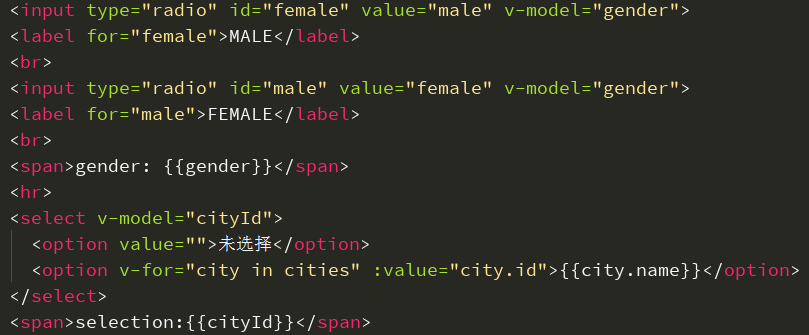 <input type="radio" id="female" value="male" v-model="gender">
<label for="female">MALE</label>
<br>
<input type="radio" id="male" value="female" v-model="gender">
<label for="male">FEMALE</label>
<br>
<span>gender: {{gender}}</span>
<hr>
<select v-model="cityId">
  <option value="">未选择</option>
  <option v-for="city in cities" :value="city.id">{{city.name}}</option>
</select>
<span>selection:{{cityId}}</span>